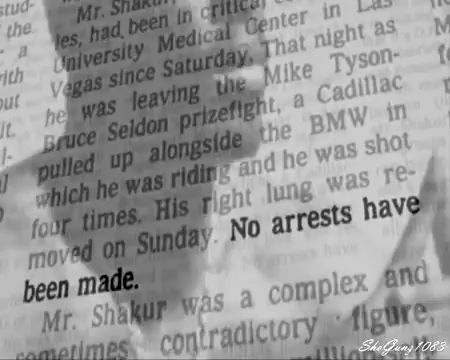 Mr. Shakur
ies, had been in critical
University Medical Center in Las
Vegas since Saturday. That night as
he was leaving the Mike Tyson-
Bruce Seldon prizefight, a Cadillac
pulled up alongside the BMW in
which he was riding and he was shot
four times. His right lung was re-
moved on Sunday. No arrests have
been made.
Mr. Shakur was a complex and
sometimes contradictory figure,
SheGunz1083